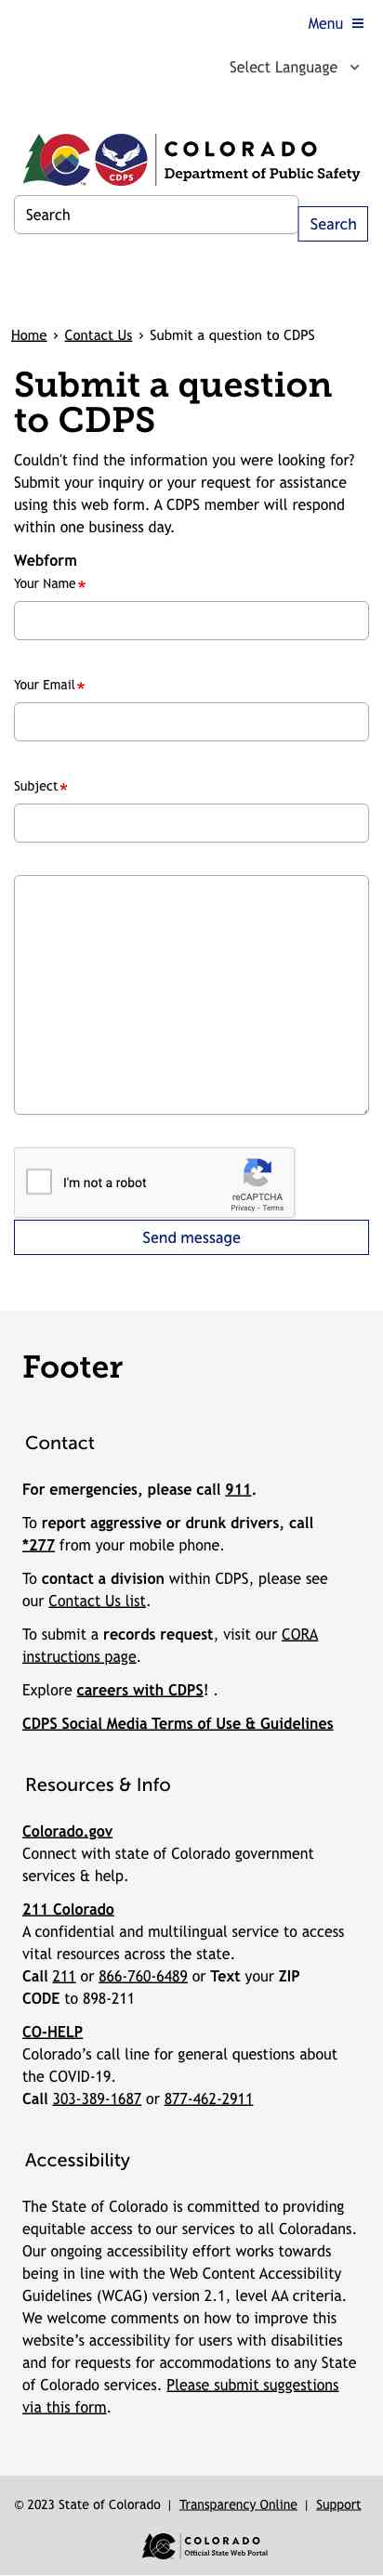 Menu
Select Language
COLORADO
CDPS
Department of Public Safety
TM
Search
Search
Home › Contact Us › Submit a question to CDPS
Submit a question
to CDPS
Couldn't find the information you were looking for?
Submit your inquiry or your request for assistance
using this web form. A CDPS member will respond
within one business day.
Webform
Your Name*
Your Email*
Subject*
I'm not a robot
reCAPTCHA
Privacy - Terms
Send message
Footer
Contact
For emergencies, please call 911.
To report aggressive or drunk drivers, call
*277 from your mobile phone.
To contact a division within CDPS, please see
our Contact Us list.
To submit a records request, visit our CORA
instructions page.
Explore careers with CDPS! .
CDPS Social Media Terms of Use & Guidelines
Resources & Info
Colorado.gov
Connect with state of Colorado government
services & help.
211 Colorado
A confidential and multilingual service to access
vital resources across the state.
Call 211 or 866-760-6489 or Text your ZIP
CODE to 898-211
CO-HELP
Colorado’s call line for general questions about
the COVID-19.
Call 303-389-1687 or 877-462-2911
Accessibility
The State of Colorado is committed to providing
equitable access to our services to all Coloradans.
Our ongoing accessibility effort works towards
being in line with the Web Content Accessibility
Guidelines (WCAG) version 2.1, level AA criteria.
We welcome comments on how to improve this
website’s accessibility for users with disabilities
and for requests for accommodations to any State
of Colorado services. Please submit suggestions
via this form.
© 2023 State of Colorado | Transparency Online | Support
COLORADO
Official State Web Portal